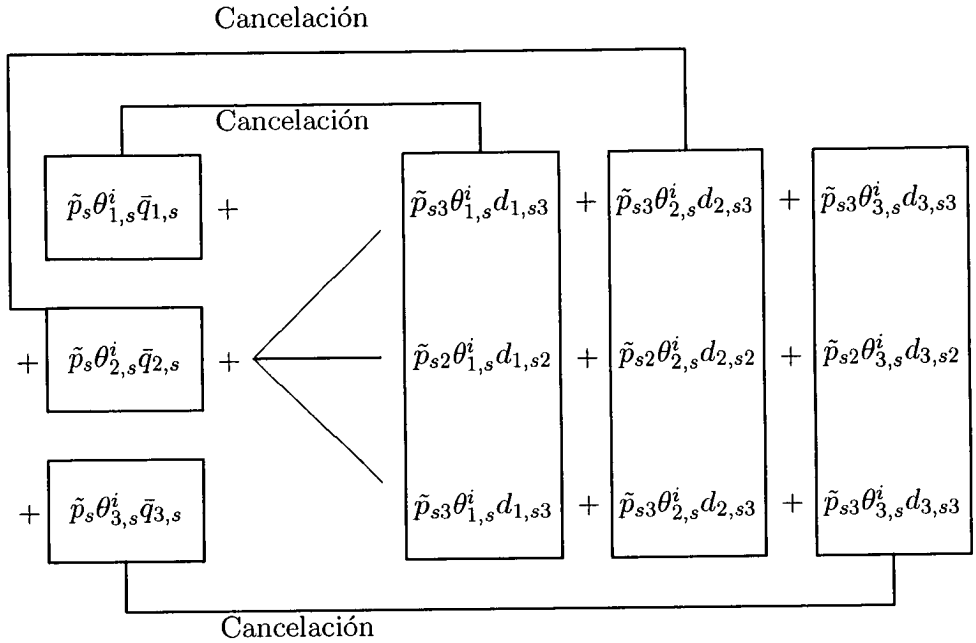 Cancelación
Cancelación
p̃_s θ^i_{1,s} q̄_{1,s} + p̃_{s3} θ^i_{1,s} d_{1,s3} + p̃_{s3} θ^i_{2,s} d_{2,s3} + p̃_{s3} θ^i_{3,s} d_{3,s3}
+ p̃_s θ^i_{2,s} q̄_{2,s} + p̃_{s2} θ^i_{1,s} d_{1,s2} + p̃_{s2} θ^i_{2,s} d_{2,s2} + p̃_{s2} θ^i_{3,s} d_{3,s2}
+ p̃_s θ^i_{3,s} q̄_{3,s} p̃_{s3} θ^i_{1,s} d_{1,s3} + p̃_{s3} θ^i_{2,s} d_{2,s3} + p̃_{s3} θ^i_{3,s} d_{3,s3}
Cancelación